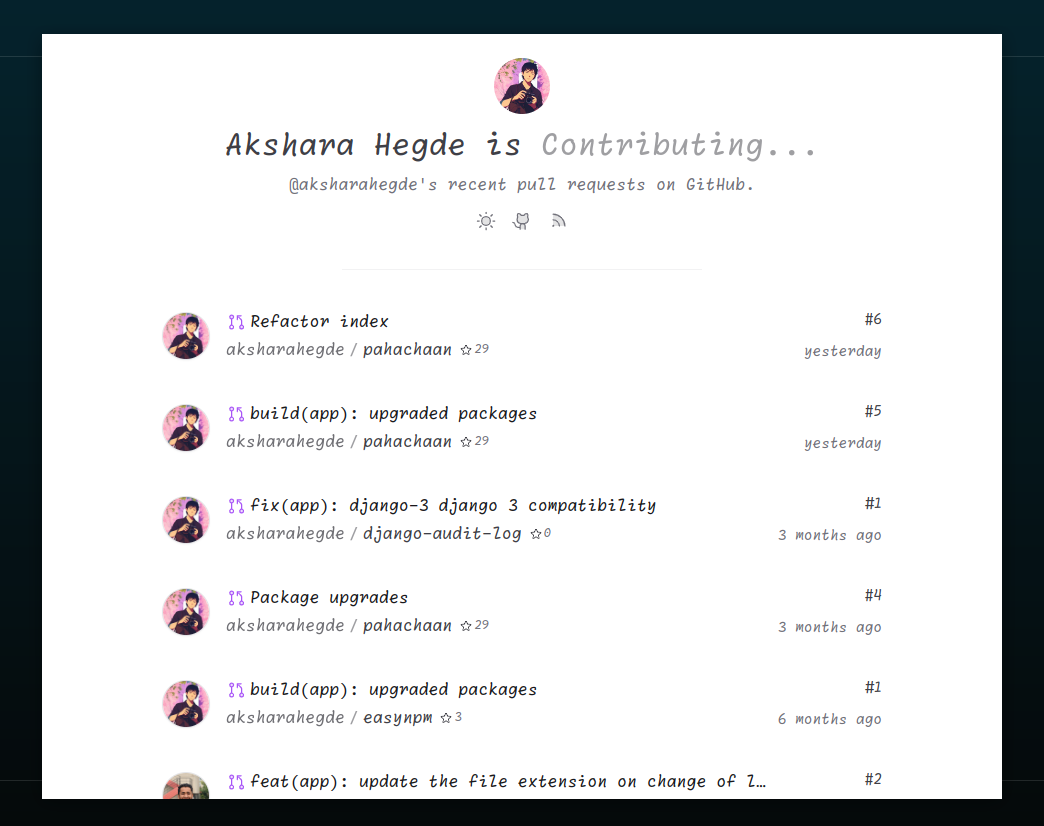 Akshara Hegde is Contributing...
@aksharahegde's recent pull requests on GitHub.
Refactor index #6
aksharahegde / pahachaan 29 yesterday
build(app): upgraded packages #5
aksharahegde / pahachaan 29 yesterday
fix(app): django-3 django 3 compatibility #1
aksharahegde / django-audit-log 0 3 months ago
Package upgrades #4
aksharahegde / pahachaan 29 3 months ago
build(app): upgraded packages #1
aksharahegde / easynpm 3 6 months ago
feat(app): update the file extension on change of l… #2